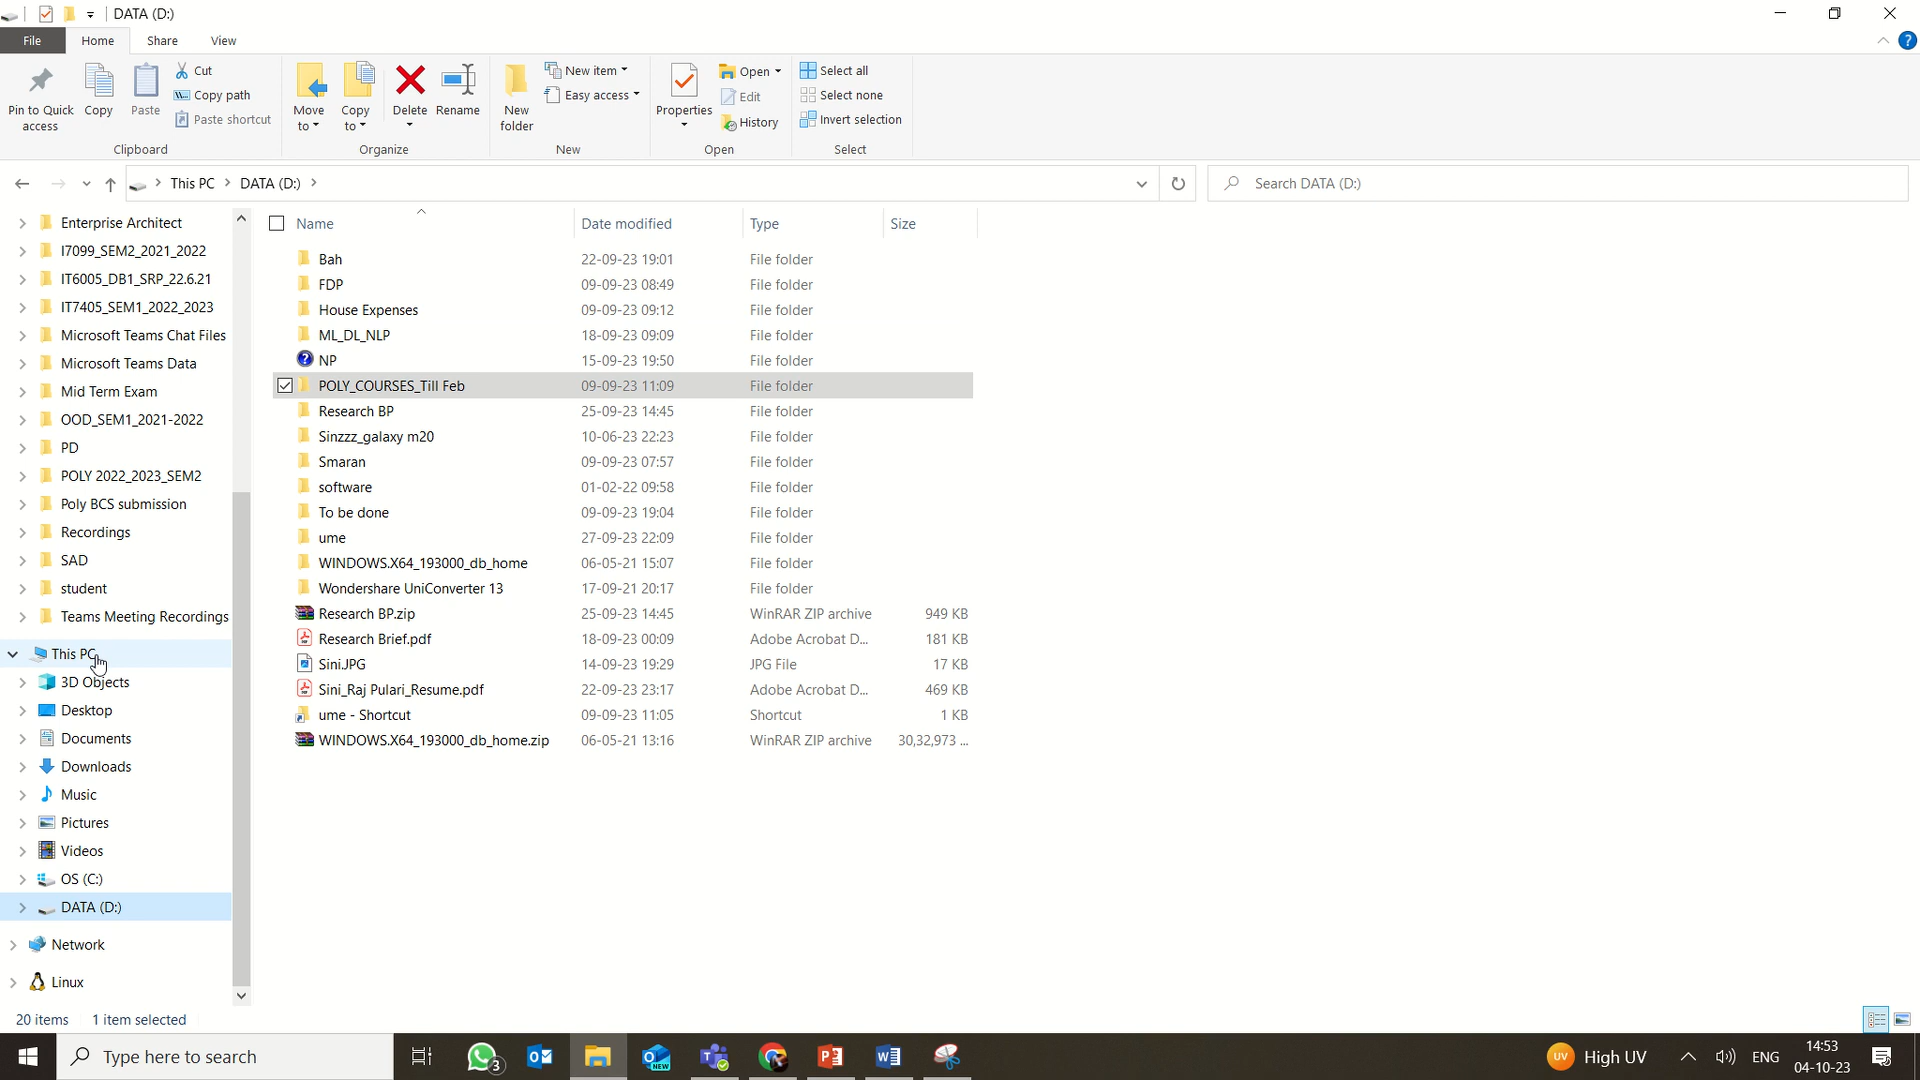 DATA (D:)
File Home Share View
Pin to Quick access
Copy
Paste
Cut
Copy path
Paste shortcut
Clipboard
Move to
Copy to
Delete
Rename
Organize
New folder
New item
Easy access
New
Properties
Open
Edit
History
Open
Select all
Select none
Invert selection
Select
This PC DATA (D:)
Search DATA (D:)
Enterprise Architect
I7099_SEM2_2021_2022
IT6005_DB1_SRP_22.6.21
IT7405_SEM1_2022_2023
Microsoft Teams Chat Files
Microsoft Teams Data
Mid Term Exam
OOD_SEM1_2021-2022
PD
POLY 2022_2023_SEM2
Poly BCS submission
Recordings
SAD
student
Teams Meeting Recordings
This PC
3D Objects
Desktop
Documents
Downloads
Music
Pictures
Videos
OS (C:)
DATA (D:)
Network
Linux
Name Date modified Type Size
Bah 22-09-23 19:01 File folder
FDP 09-09-23 08:49 File folder
House Expenses 09-09-23 09:12 File folder
ML_DL_NLP 18-09-23 09:09 File folder
NP 15-09-23 19:50 File folder
POLY_COURSES_Till Feb 09-09-23 11:09 File folder
Research BP 25-09-23 14:45 File folder
Sinzzz_galaxy m20 10-06-23 22:23 File folder
Smaran 09-09-23 07:57 File folder
software 01-02-22 09:58 File folder
To be done 09-09-23 19:04 File folder
ume 27-09-23 22:09 File folder
WINDOWS.X64_193000_db_home 06-05-21 15:07 File folder
Wondershare UniConverter 13 17-09-21 20:17 File folder
Research BP.zip 25-09-23 14:45 WinRAR ZIP archive 949 KB
Research Brief.pdf 18-09-23 00:09 Adobe Acrobat D... 181 KB
Sini.JPG 14-09-23 19:29 JPG File 17 KB
Sini_Raj Pulari_Resume.pdf 22-09-23 23:17 Adobe Acrobat D... 469 KB
ume - Shortcut 09-09-23 11:05 Shortcut 1 KB
WINDOWS.X64_193000_db_home.zip 06-05-21 13:16 WinRAR ZIP archive 30,32,973 ...
20 items 1 item selected
Type here to search
3
NEW
UV High UV
ENG
14:53
04-10-23